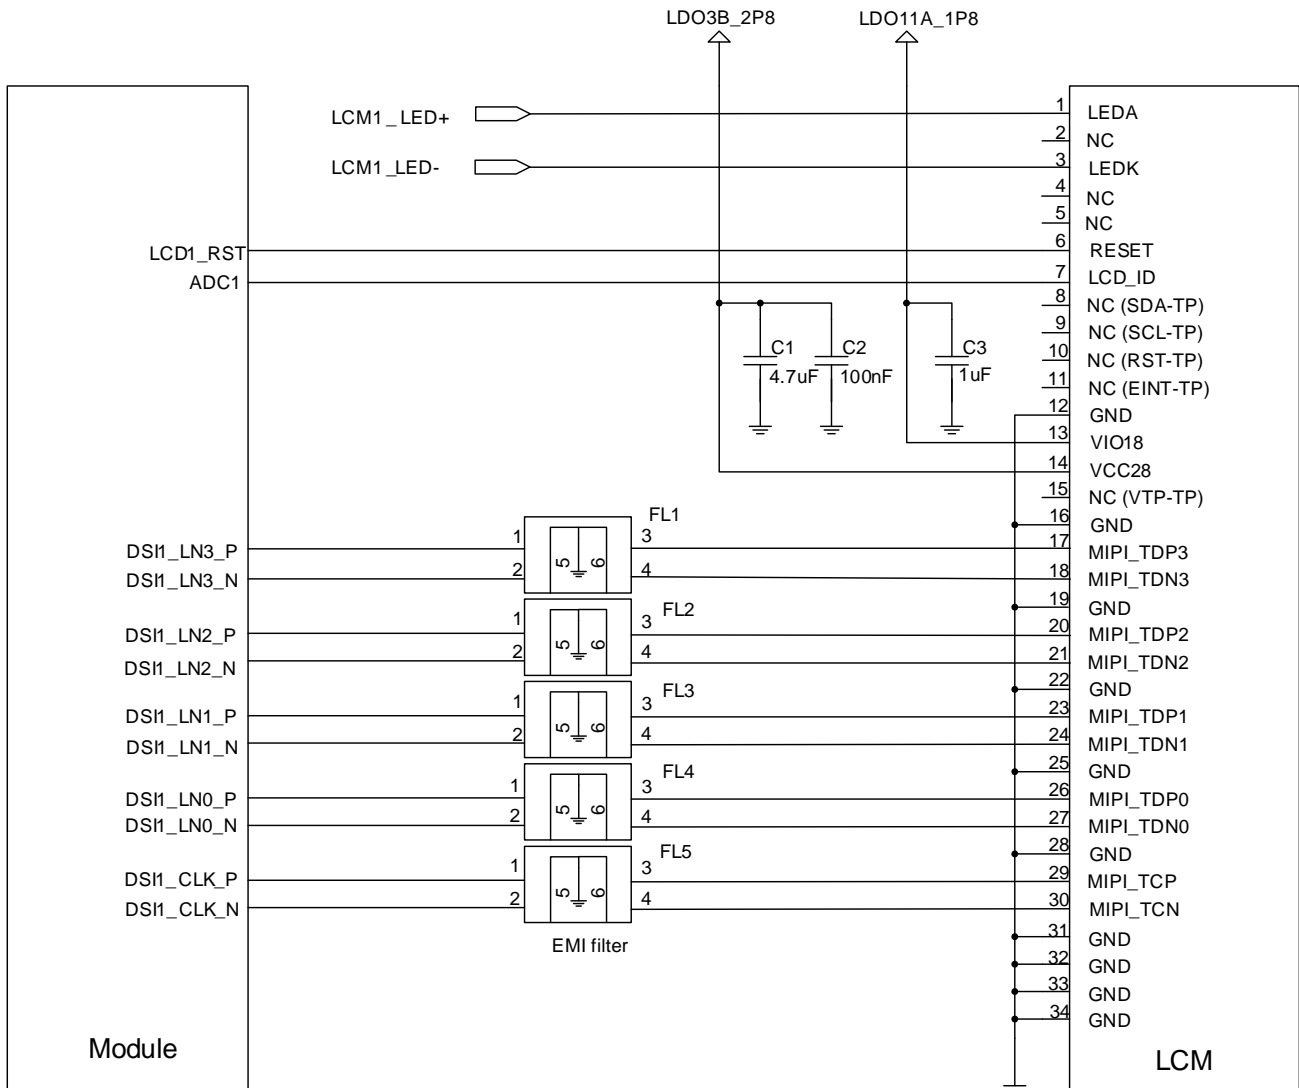 LDO3B_2P8
LDO11A_1P8
LCM1_LED+
1
LEDA
2
NC
LCM1_LED-
3
LEDK
4
NC
5
NC
LCD1_RST
6
RESET
ADC1
7
LCD_ID
8
NC (SDA-TP)
9
NC (SCL-TP)
C1
4.7uF
C2
100nF
C3
1uF
10
NC (RST-TP)
11
NC (EINT-TP)
12
GND
13
VIO18
14
VCC28
15
NC (VTP-TP)
16
GND
FL1
DSI1_LN3_P
1
3
17
MIPI_TDP3
5
6
DSI1_LN3_N
2
4
18
MIPI_TDN3
19
GND
FL2
DSI1_LN2_P
1
3
20
MIPI_TDP2
5
6
DSI1_LN2_N
2
4
21
MIPI_TDN2
22
GND
FL3
DSI1_LN1_P
1
3
23
MIPI_TDP1
5
6
DSI1_LN1_N
2
4
24
MIPI_TDN1
25
GND
FL4
DSI1_LN0_P
1
3
26
MIPI_TDP0
5
6
DSI1_LN0_N
2
4
27
MIPI_TDN0
28
GND
FL5
DSI1_CLK_P
1
3
29
MIPI_TCP
5
6
DSI1_CLK_N
2
4
30
MIPI_TCN
EMI filter
31
GND
32
GND
33
GND
34
GND
Module
LCM